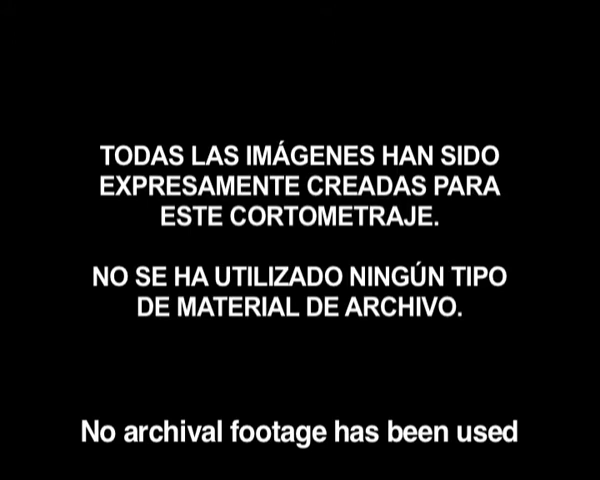 TODAS LAS IMÁGENES HAN SIDO
EXPRESAMENTE CREADAS PARA
ESTE CORTOMETRAJE.
NO SE HA UTILIZADO NINGÚN TIPO
DE MATERIAL DE ARCHIVO.
No archival footage has been used